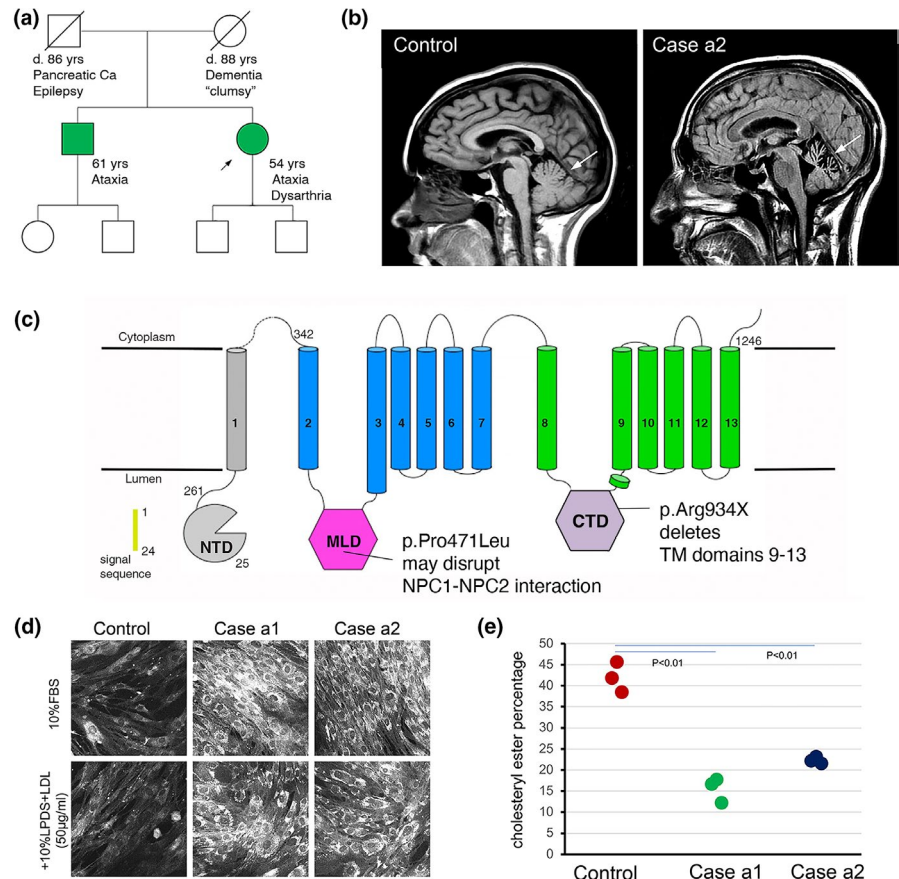 (a)
d. 86 yrs
Pancreatic Ca
Epilepsy
d. 88 yrs
Dementia
“clumsy”
61 yrs
Ataxia
54 yrs
Ataxia
Dysarthria
(b)
Control
Case a2
(c)
Cytoplasm
342
1246
1
2
3
4
5
6
7
8
9
10
11
12
13
Lumen
261
1
24
signal
sequence
NTD
25
MLD
p.Pro471Leu
may disrupt
NPC1-NPC2 interaction
CTD
p.Arg934X
deletes
TM domains 9-13
(d)
Control
Case a1
Case a2
10%FBS
+10%LPDS+LDL
(50µg/ml)
(e)
cholesteryl ester percentage
50
45
40
35
30
25
20
15
10
5
0
P<0.01
P<0.01
Control
Case a1
Case a2